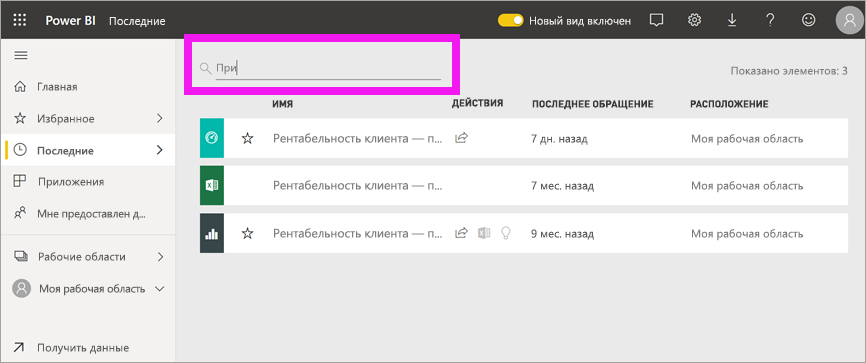 Power BI Последние Новый вид включен
При
Показано элементов: 3
Главная
Избранное
Последние
Приложения
Мне предоставлен д...
Рабочие области
Моя рабочая область
Получить данные
ИМЯ ДЕЙСТВИЯ ПОСЛЕДНЕЕ ОБРАЩЕНИЕ РАСПОЛОЖЕНИЕ
Рентабельность клиента — п... 7 дн. назад Моя рабочая область
Рентабельность клиента — п... 7 мес. назад Моя рабочая область
Рентабельность клиента — п... 9 мес. назад Моя рабочая область